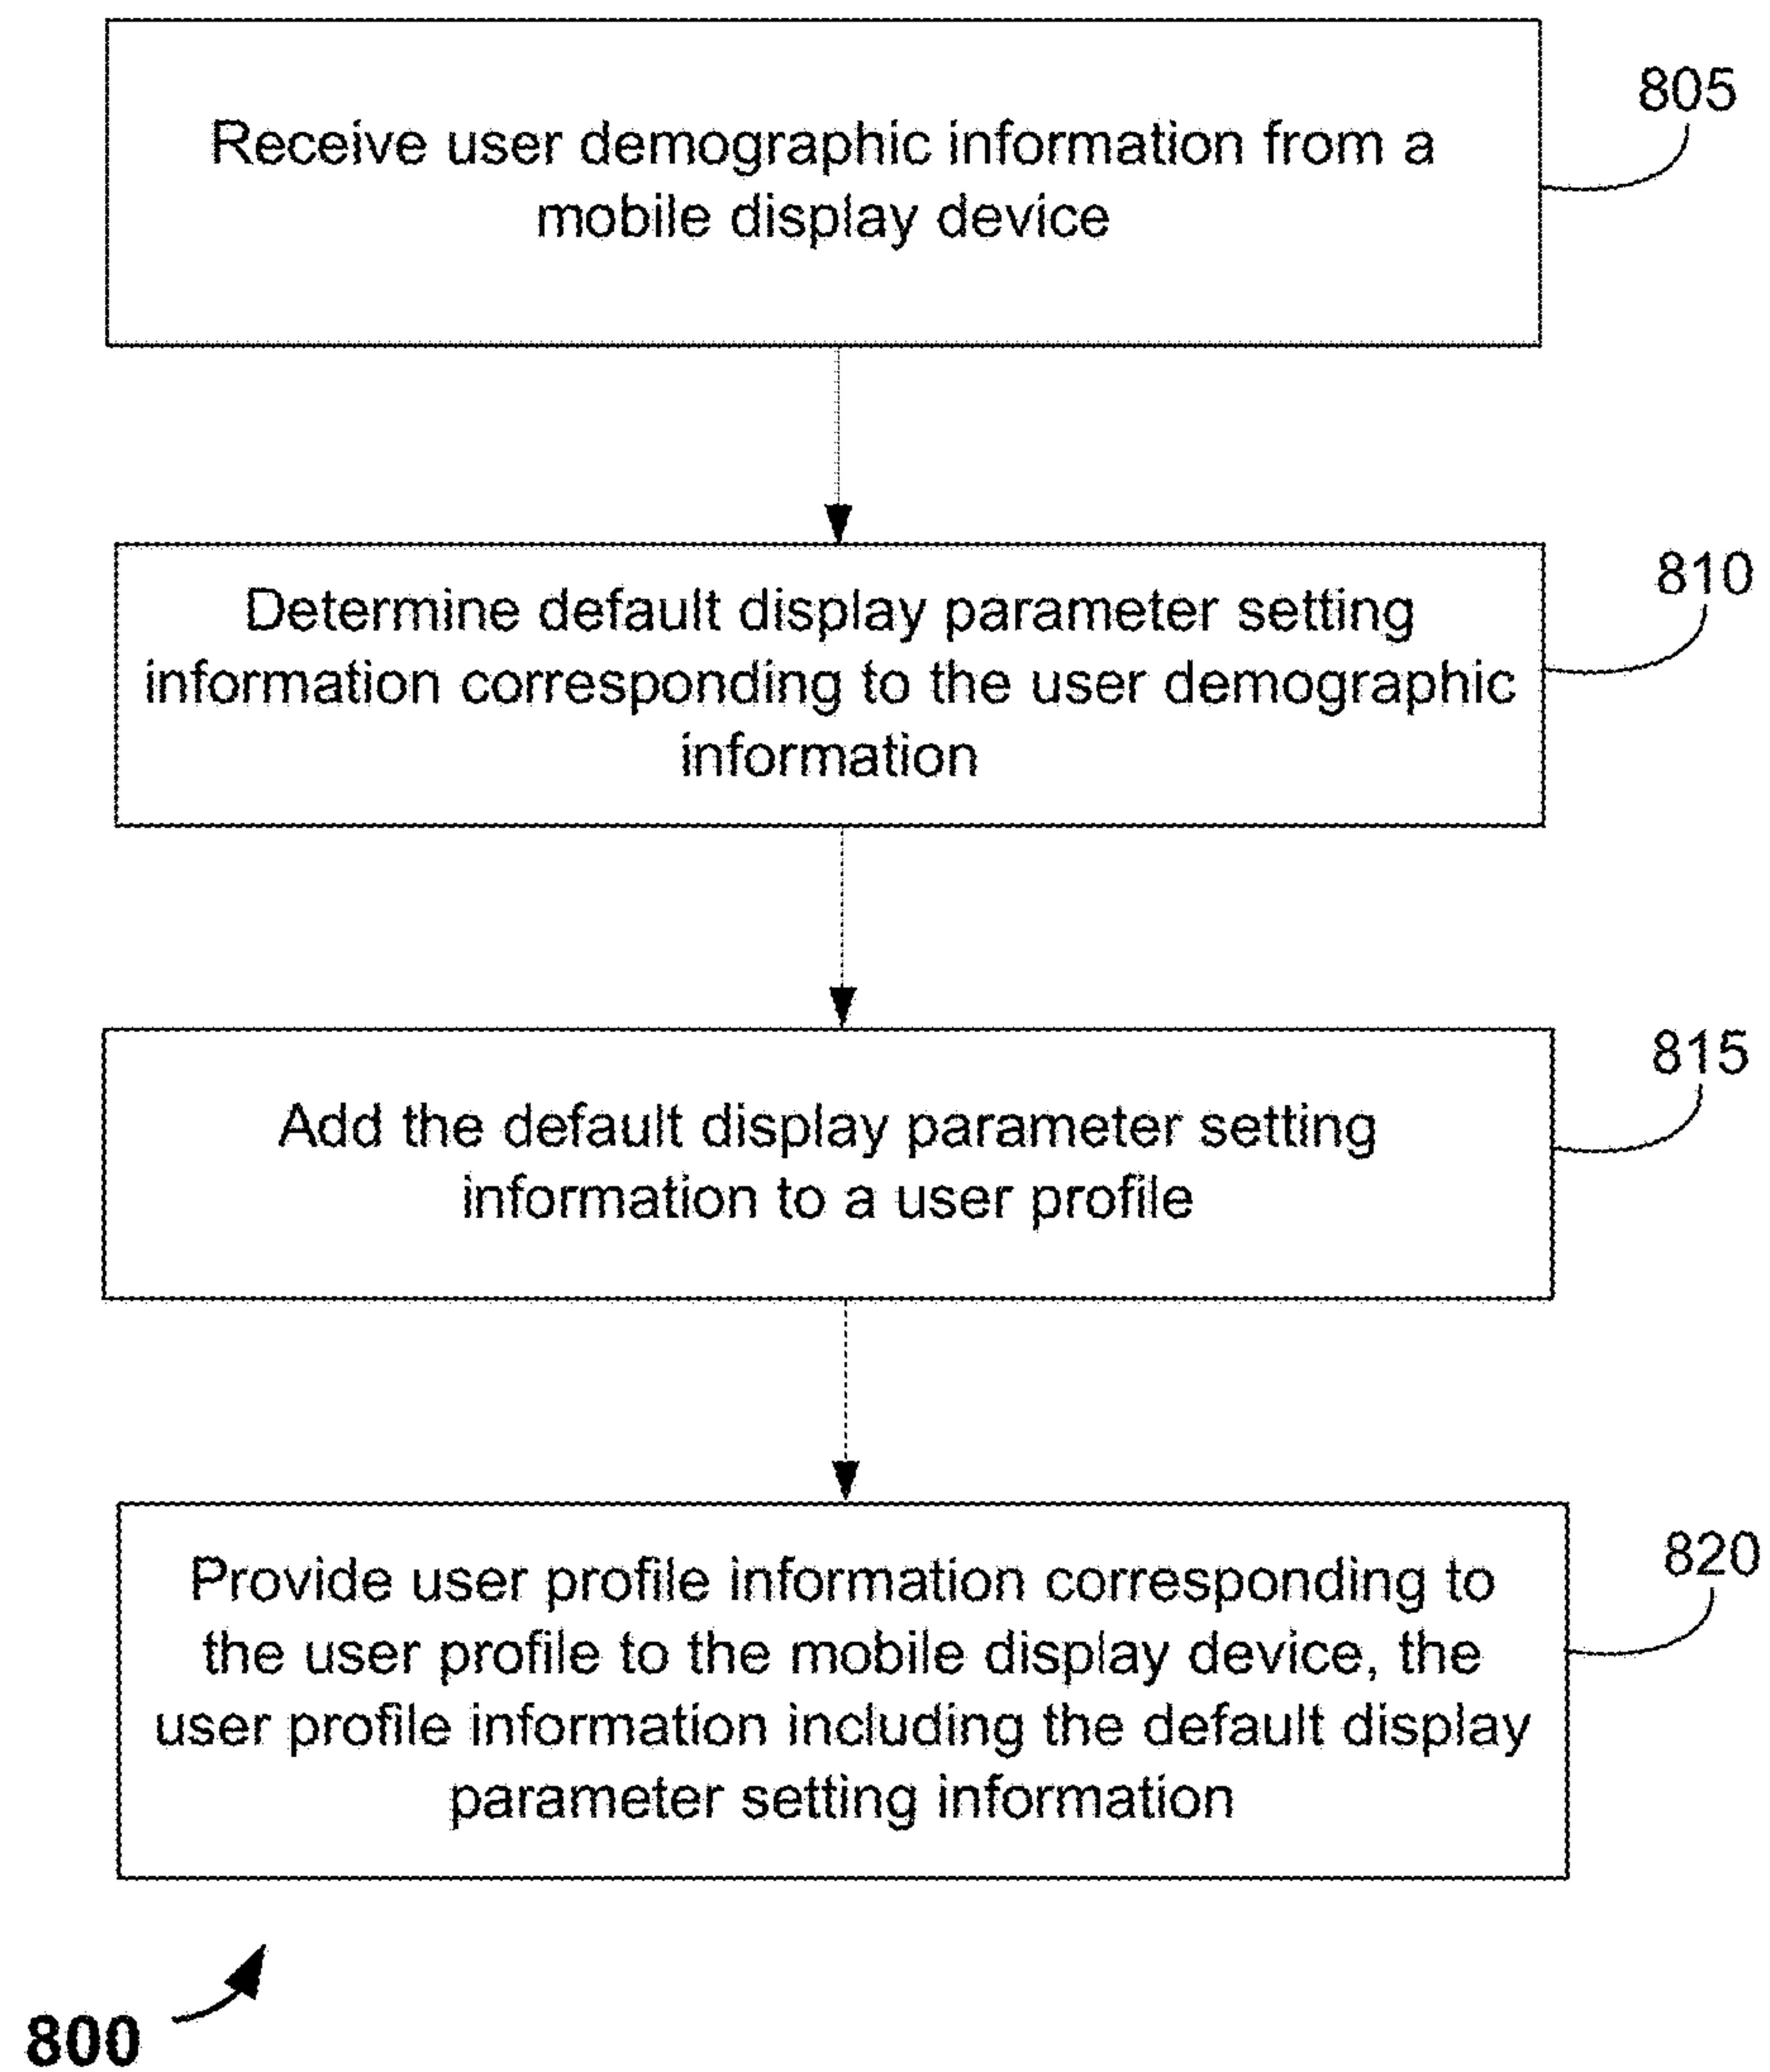 805
Receive user demographic information from a
mobile display device
810
Determine default display parameter setting
information corresponding to the user demographic
information
815
Add the default display parameter setting
information to a user profile
820
Provide user profile information corresponding to
the user profile to the mobile display device, the
user profile information including the default display
parameter setting information
800